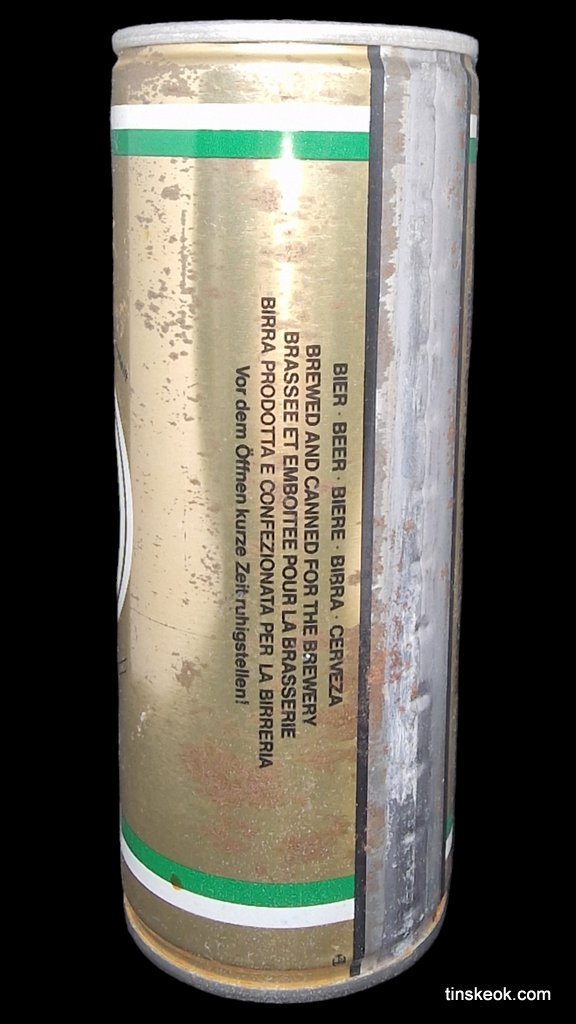 BIER · BEER · BIERE · BIRRA · CERVEZA
BREWED AND CANNED FOR THE BREWERY
BRASSEE ET EMBOITEE POUR LA BRASSERIE
BIRRA PRODOTTA E CONFEZIONATA PER LA BIRRERIA
Vor dem Öffnen kurze Zeit ruhigstellen!
tinskeok.com